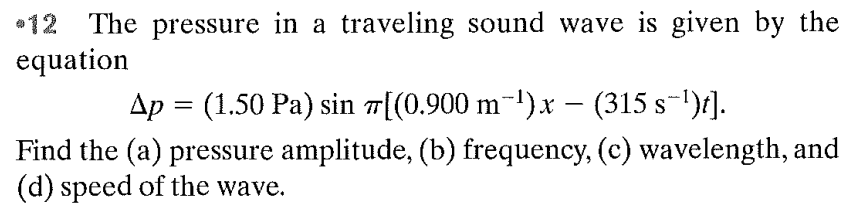 •12 The pressure in a traveling sound wave is given by the
equation
Δp = (1.50 Pa) sin π[(0.900 m⁻¹)x − (315 s⁻¹)t].
Find the (a) pressure amplitude, (b) frequency, (c) wavelength, and
(d) speed of the wave.